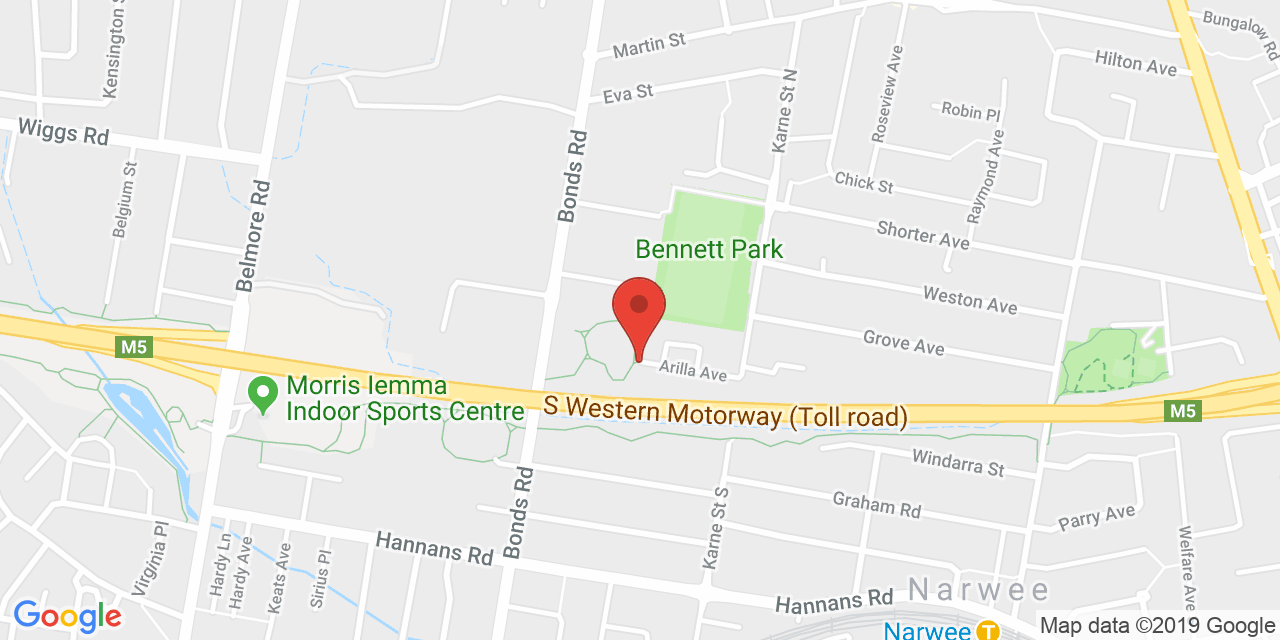 Kensington S
Martin St
Bungalow Rd
Hilton Ave
Eva St
Karne St N
Roseview Ave
Robin Pl
Wiggs Rd
Belgium St
Bonds Rd
Chick St
Raymond Ave
Belmore Rd
Shorter Ave
Bennett Park
Weston Ave
Grove Ave
M5
Arilla Ave
Morris Iemma
Indoor Sports Centre
S Western Motorway (Toll road)
M5
Windarra St
Graham Rd
Bonds Rd
Karne St S
Parry Ave
Virginia Pl
Hardy Ln
Hardy Ave
Keats Ave
Sirius Pl
Hannans Rd
Welfare Ave
Narwee
Hannans Rd
Google
Narwee
T
Map data ©2019 Google